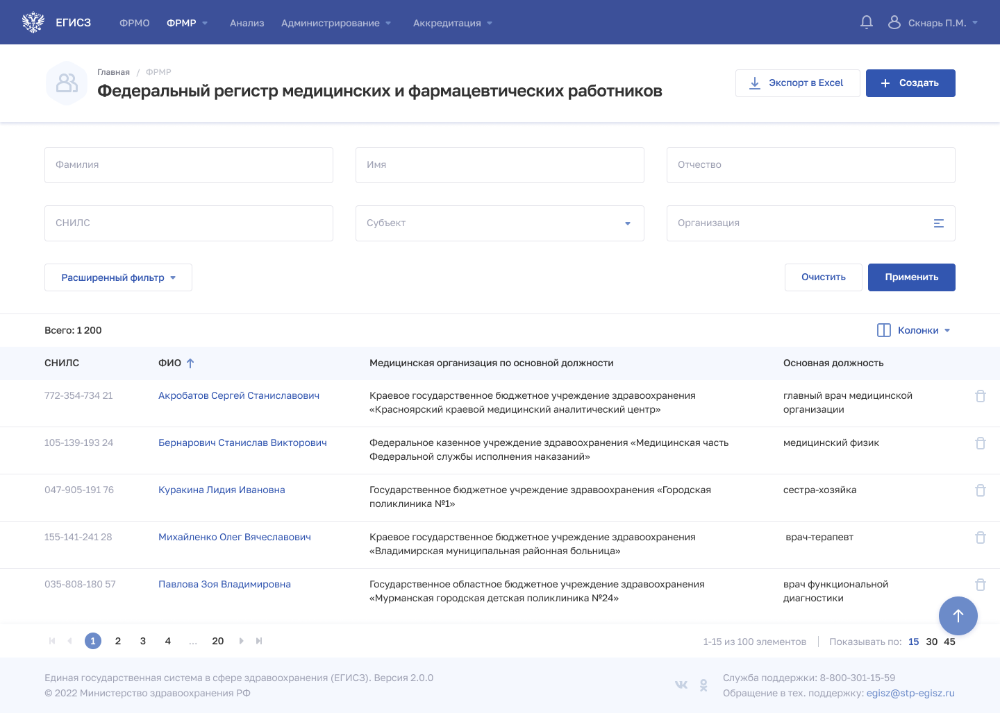 ЕГИСЗ ФРМО ФРМР Анализ Администрирование Аккредитация Скнарь П.М.
Главная / ФРМР
Федеральный регистр медицинских и фармацевтических работников
Экспорт в Excel
Создать
Фамилия Имя Отчество
СНИЛС Субъект Организация
Расширенный фильтр Очистить Применить
Всего: 1 200 Колонки
СНИЛС ФИО Медицинская организация по основной должности Основная должность
772-354-734 21 Акробатов Сергей Станиславович Краевое государственное бюджетное учреждение здравоохранения главный врач медицинской
«Красноярский краевой медицинский аналитический центр» организации
105-139-193 24 Бернарович Станислав Викторович Федеральное казенное учреждение здравоохранения «Медицинская часть медицинский физик
Федеральной службы исполнения наказаний»
047-905-191 76 Куракина Лидия Ивановна Государственное бюджетное учреждение здравоохранения «Городская сестра-хозяйка
поликлиника №1»
155-141-241 28 Михайленко Олег Вячеславович Краевое государственное бюджетное учреждение здравоохранения врач-терапевт
«Владимирская муниципальная районная больница»
035-808-180 57 Павлова Зоя Владимировна Государственное областное бюджетное учреждение здравоохранения врач функциональной
«Мурманская городская детская поликлиника №24» диагностики
1 2 3 4 ... 20 1-15 из 100 элементов Показывать по: 15 30 45
Единая государственная система в сфере здравоохранения (ЕГИСЗ). Версия 2.0.0
© 2022 Министерство здравоохранения РФ
Служба поддержки: 8-800-301-15-59
Обращение в тех. поддержку: egisz@stp-egisz.ru